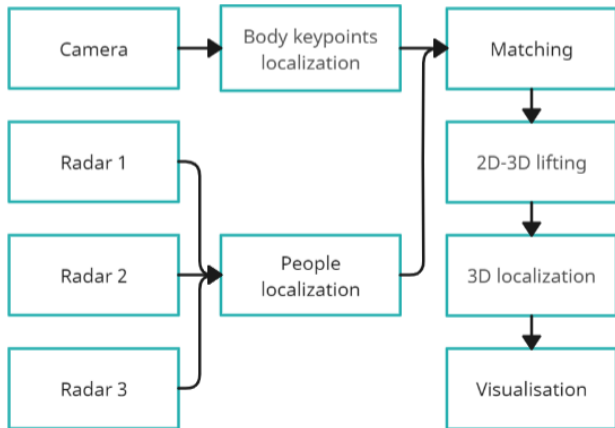 Camera
Body keypoints
localization
Matching
Radar 1
2D-3D lifting
Radar 2
People
localization
3D localization
Radar 3
Visualisation